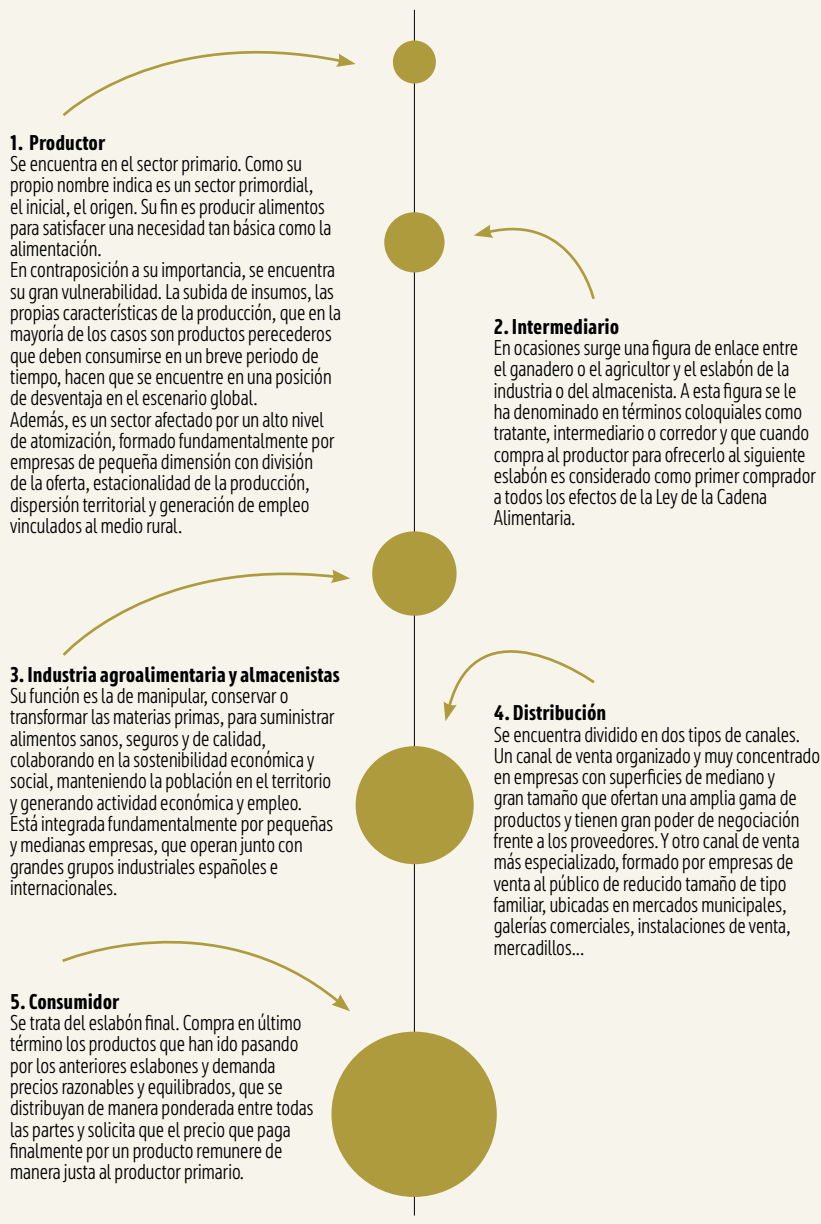 1. Productor
Se encuentra en el sector primario. Como su
propio nombre indica es un sector primordial,
el inicial, el origen. Su fin es producir alimentos
para satisfacer una necesidad tan básica como la
alimentación.
En contraposición a su importancia, se encuentra
su gran vulnerabilidad. La subida de insumos, las
propias características de la producción, que en la
mayoría de los casos son productos perecederos
que deben consumirse en un breve periodo de
tiempo, hacen que se encuentre en una posición
de desventaja en el escenario global.
Además, es un sector afectado por un alto nivel
de atomización, formado fundamentalmente por
empresas de pequeña dimensión con división
de la oferta, estacionalidad de la producción,
dispersión territorial y generación de empleo
vinculados al medio rural.
2. Intermediario
En ocasiones surge una figura de enlace entre
el ganadero o el agricultor y el eslabón de la
industria o del almacenista. A esta figura se le
ha denominado en términos coloquiales como
tratante, intermediario o corredor y que cuando
compra al productor para ofrecerlo al siguiente
eslabón es considerado como primer comprador
a todos los efectos de la Ley de la Cadena
Alimentaria.
3. Industria agroalimentaria y almacenistas
Su función es la de manipular, conservar o
transformar las materias primas, para suministrar
alimentos sanos, seguros y de calidad,
colaborando en la sostenibilidad económica y
social, manteniendo la población en el territorio
y generando actividad económica y empleo.
Está integrada fundamentalmente por pequeñas
y medianas empresas, que operan junto con
grandes grupos industriales españoles e
internacionales.
4. Distribución
Se encuentra dividido en dos tipos de canales.
Un canal de venta organizado y muy concentrado
en empresas con superficies de mediano y
gran tamaño que ofertan una amplia gama de
productos y tienen gran poder de negociación
frente a los proveedores. Y otro canal de venta
más especializado, formado por empresas de
venta al público de reducido tamaño de tipo
familiar, ubicadas en mercados municipales,
galerías comerciales, instalaciones de venta,
mercadillos...
5. Consumidor
Se trata del eslabón final. Compra en último
término los productos que han ido pasando
por los anteriores eslabones y demanda
precios razonables y equilibrados, que se
distribuyan de manera ponderada entre todas
las partes y solicita que el precio que paga
finalmente por un producto remunere de
manera justa al productor primario.